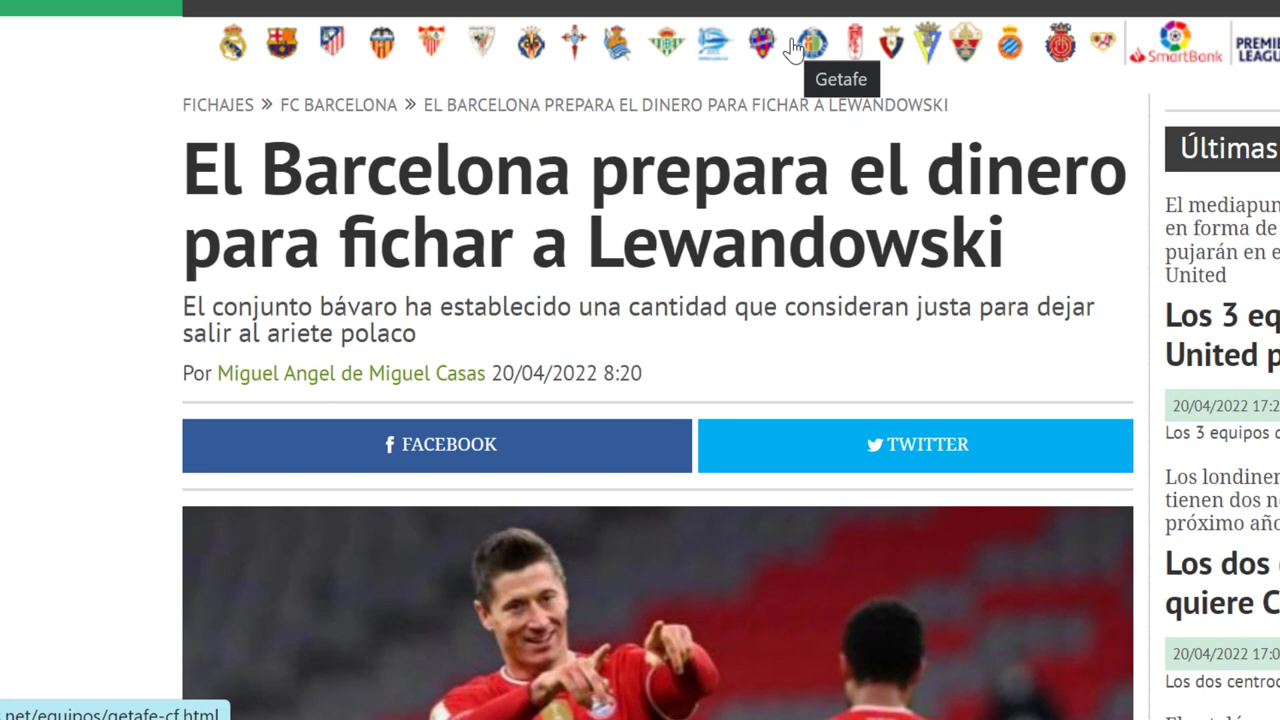 SmartBank
PREMIE
LEAGU
Getafe
FICHAJES » FC BARCELONA » EL BARCELONA PREPARA EL DINERO PARA FICHAR A LEWANDOWSKI
El Barcelona prepara el dinero
para fichar a Lewandowski
El conjunto bávaro ha establecido una cantidad que consideran justa para dejar
salir al ariete polaco
Por Miguel Angel de Miguel Casas 20/04/2022 8:20
FACEBOOK
TWITTER
Últimas
El mediapun
en forma de
pujarán en e
United
Los 3 eq
United p
20/04/2022 17:2
Los 3 equipos
Los londiner
tienen dos n
próximo año
Los dos
quiere C
20/04/2022 17:0
Los dos centroc
.net/equipos/getafe-cf.html